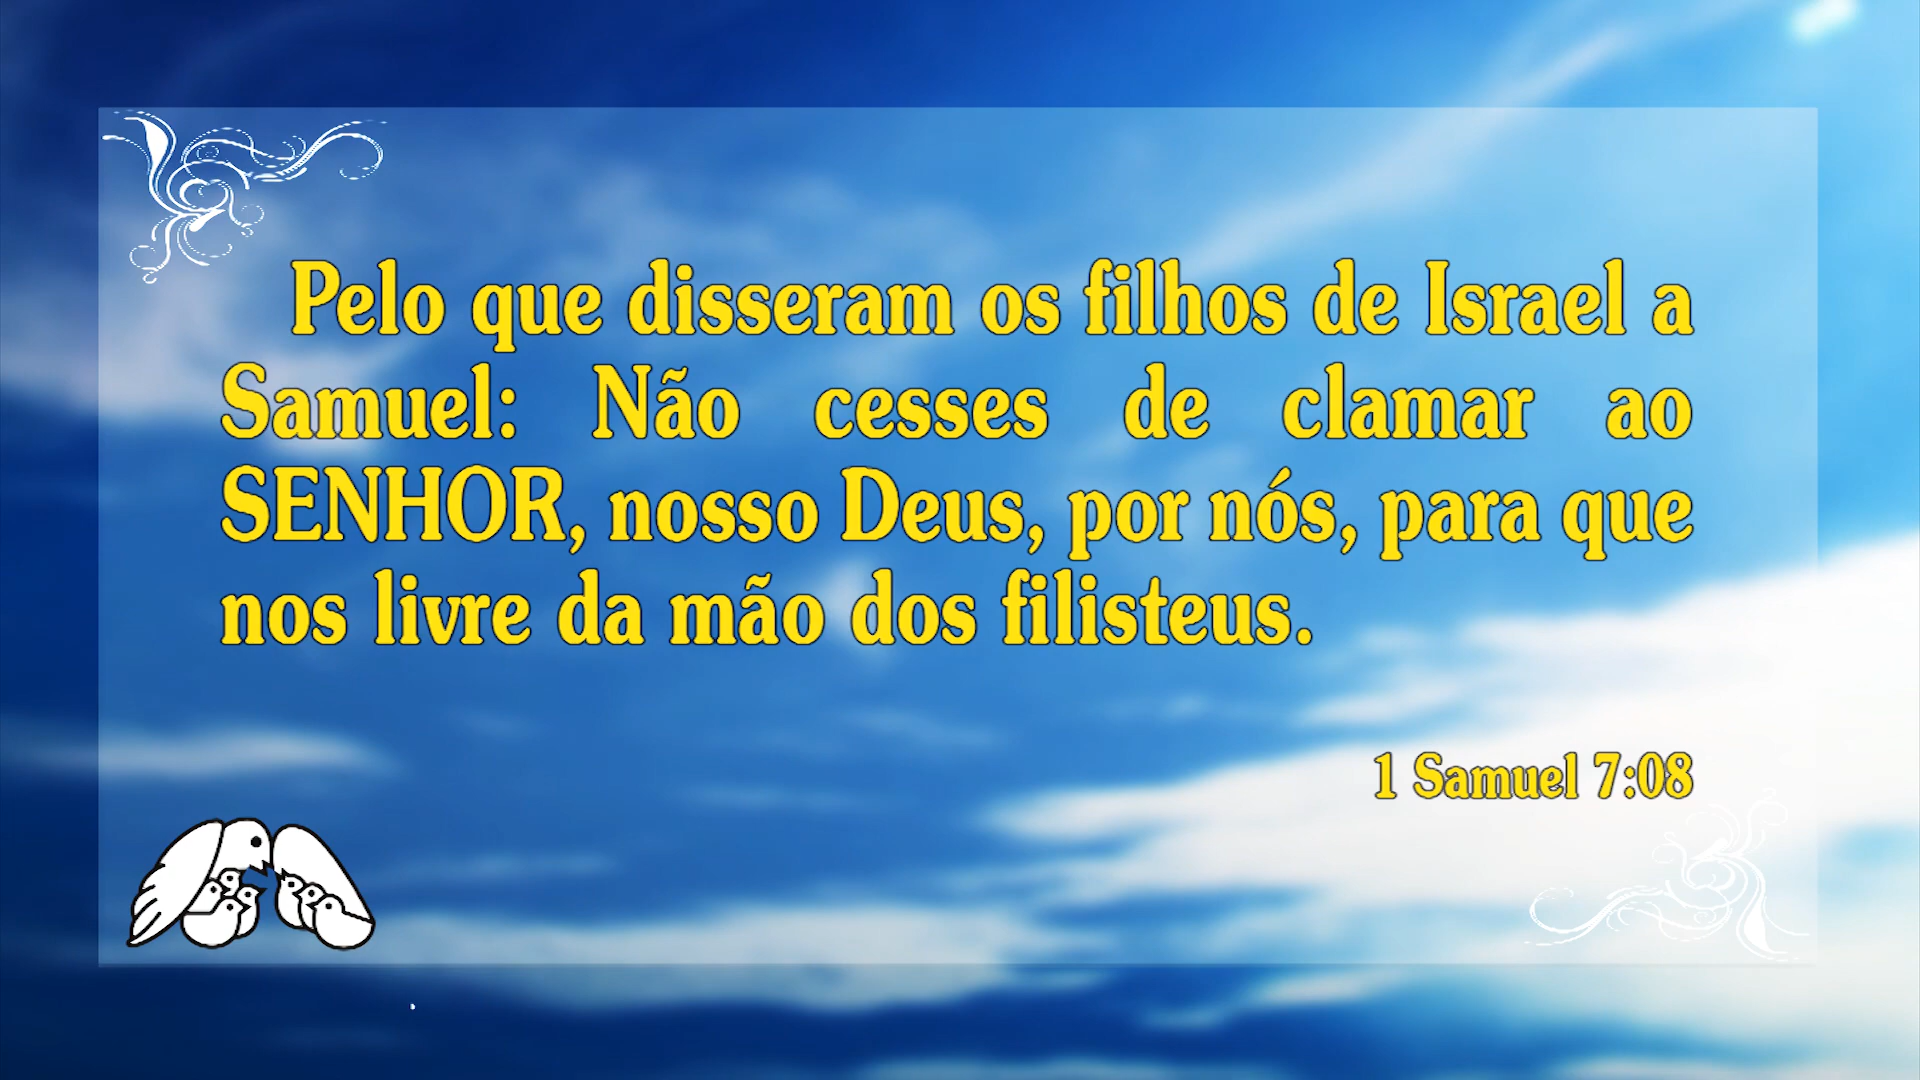 Pelo que disseram os filhos de Israel a
Samuel: Não cesses de clamar ao
SENHOR, nosso Deus, por nós, para que
nos livre da mão dos filisteus.
1 Samuel 7:08